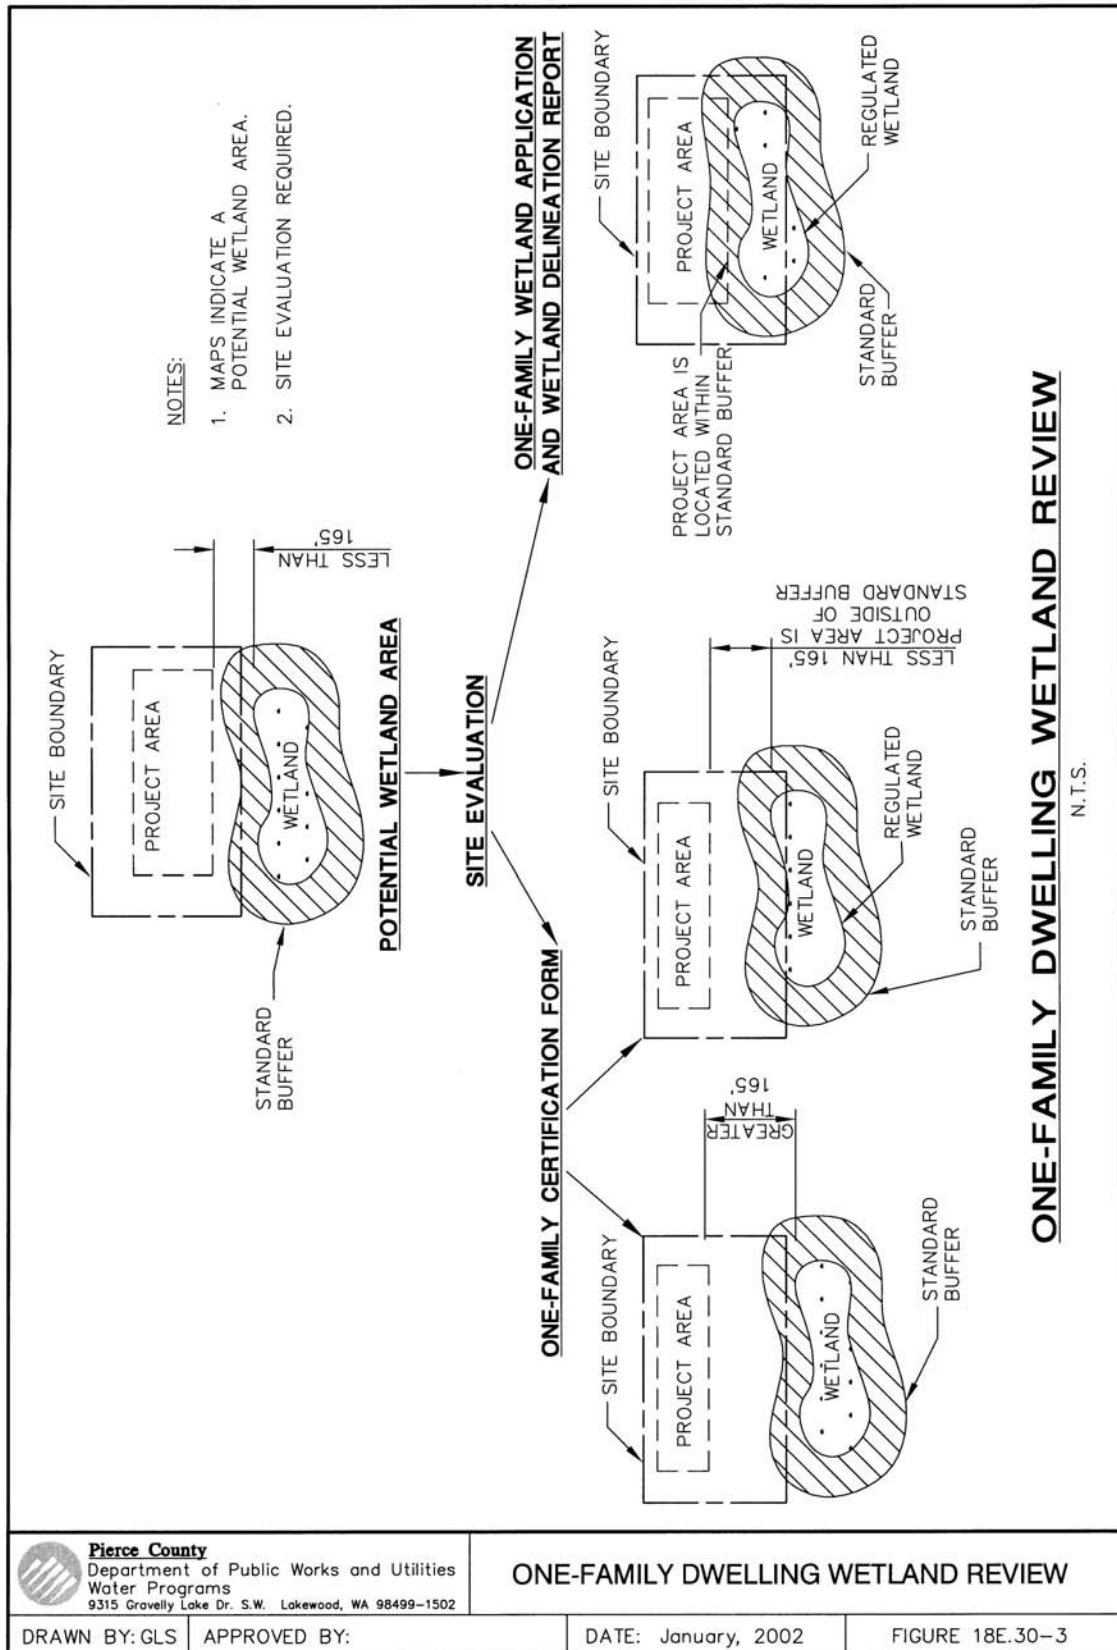 NOTES:
1. MAPS INDICATE A
POTENTIAL WETLAND AREA.
2. SITE EVALUATION REQUIRED.
SITE BOUNDARY
PROJECT AREA
WETLAND
STANDARD
BUFFER
LESS THAN
165'
POTENTIAL WETLAND AREA
SITE EVALUATION
ONE-FAMILY CERTIFICATION FORM
ONE-FAMILY WETLAND APPLICATION
AND WETLAND DELINEATION REPORT
SITE BOUNDARY
PROJECT AREA
WETLAND
GREATER
THAN
165'
STANDARD
BUFFER
SITE BOUNDARY
PROJECT AREA
WETLAND
LESS THAN 165'
PROJECT AREA IS
OUTSIDE OF
STANDARD BUFFER
REGULATED
WETLAND
STANDARD
BUFFER
SITE BOUNDARY
PROJECT AREA
WETLAND
PROJECT AREA IS
LOCATED WITHIN
STANDARD BUFFER
STANDARD
BUFFER
REGULATED
WETLAND
ONE-FAMILY DWELLING WETLAND REVIEW
N.T.S.
Pierce County
Department of Public Works and Utilities
Water Programs
9315 Gravelly Lake Dr. S.W. Lakewood, WA 98499-1502
ONE-FAMILY DWELLING WETLAND REVIEW
DRAWN BY: GLS
APPROVED BY:
DATE: January, 2002
FIGURE 18E.30-3